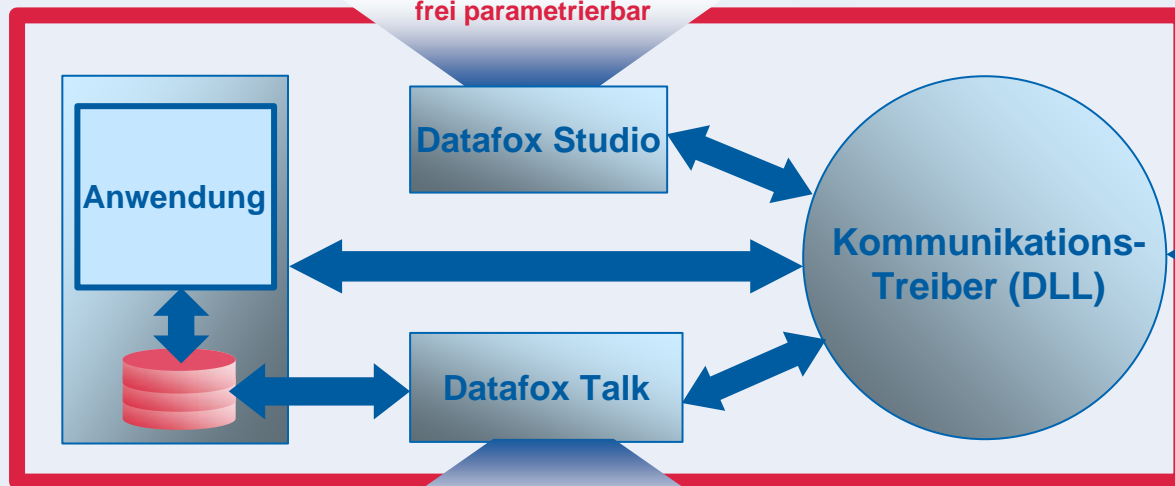 frei parametrierbar
Datafox Studio
Anwendung
Kommunikations-
Treiber (DLL)
Datafox Talk